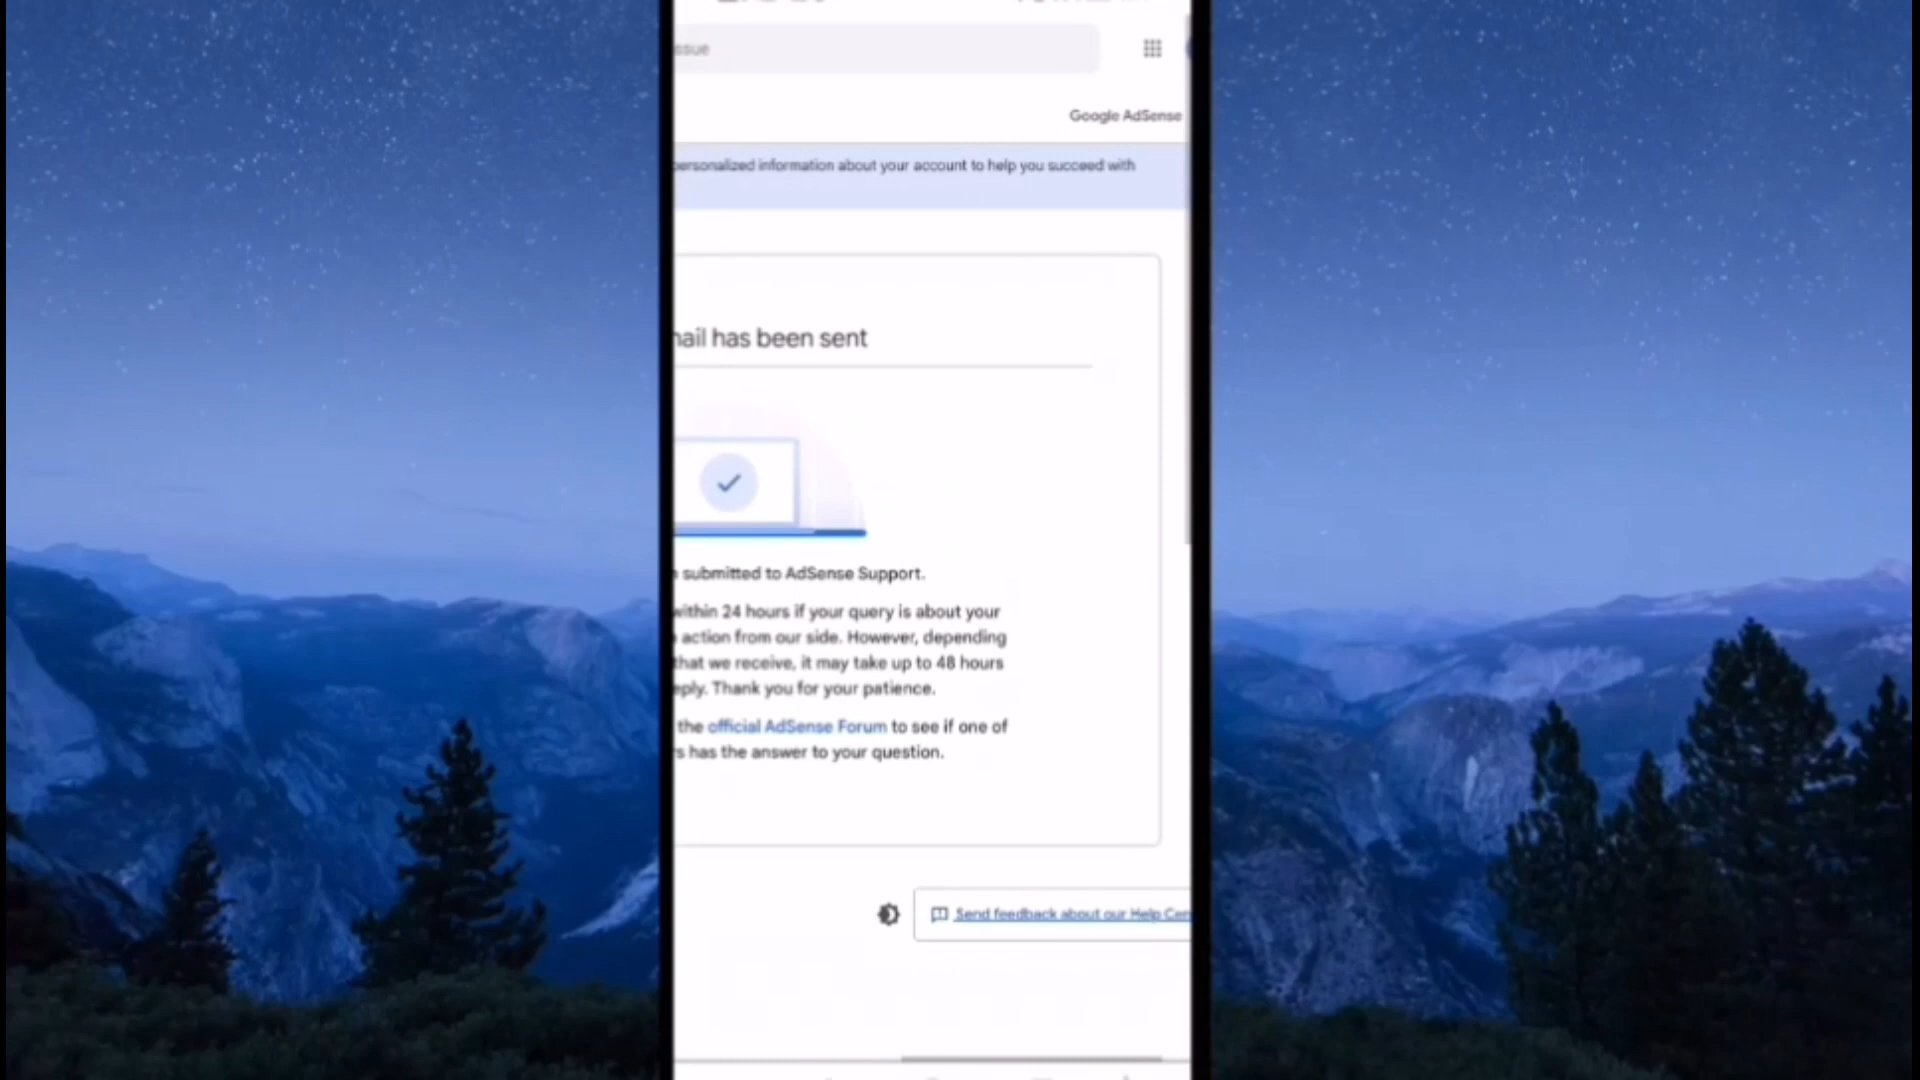 ssue
Google AdSense
personalized information about your account to help you succeed with
ail has been sent
submitted to AdSense Support.
within 24 hours if your query is about your
action from our side. However, depending
that we receive, it may take up to 48 hours
eply. Thank you for your patience.
the official AdSense Forum to see if one of
s has the answer to your question.
Send feedback about our Help Cen